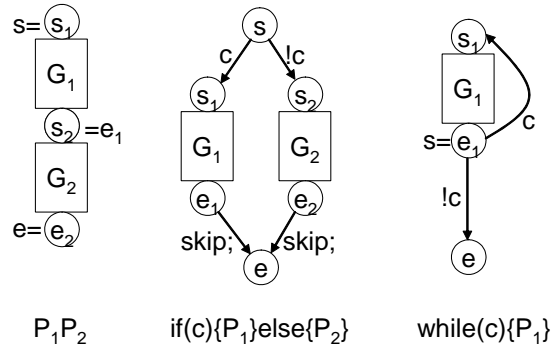 s= s₁
G₁
s₂ =e₁
G₂
e= e₂
P₁P₂
s
c !c
s₁ s₂
G₁ G₂
e₁ e₂
skip; skip;
e
if(c){P₁}else{P₂}
s₁
G₁
c
s= e₁
!c
e
while(c){P₁}